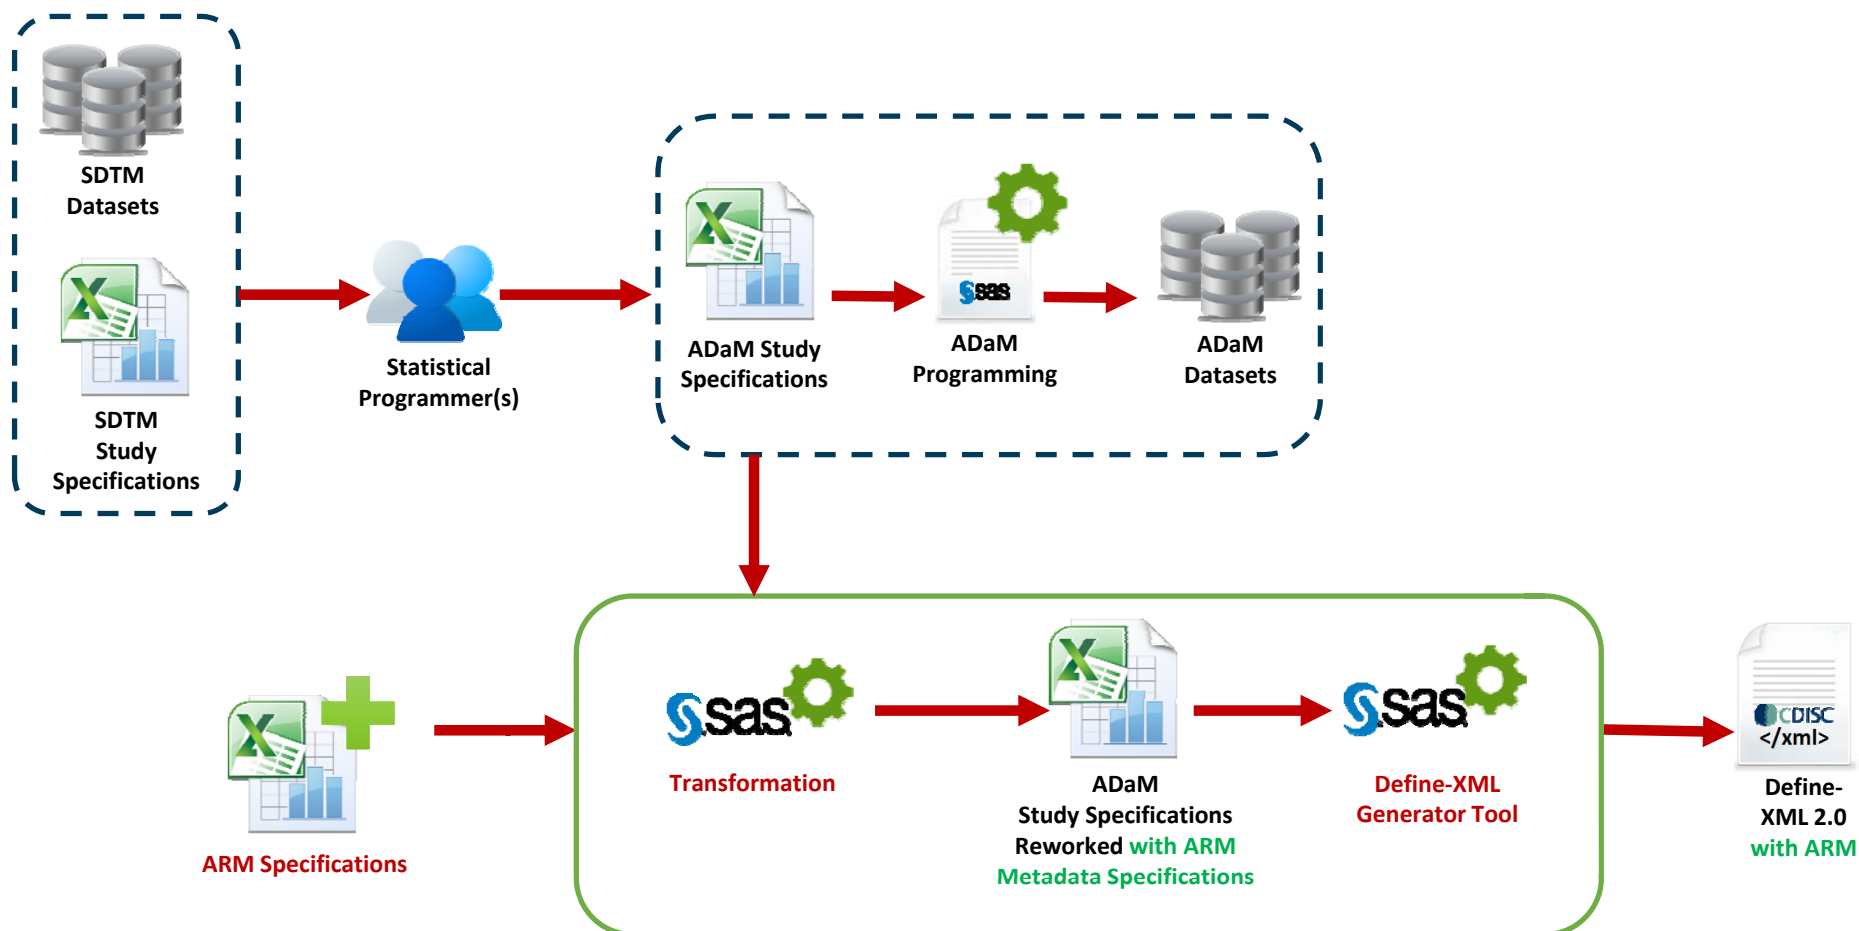 SDTM
Datasets
SDTM
Study
Specifications
Statistical
Programmer(s)
ADaM Study
Specifications
sas
ADaM
Programming
ADaM
Datasets
ARM Specifications
sas
Transformation
ADaM
Study Specifications
Reworked with ARM
Metadata Specifications
sas
Define-XML
Generator Tool
CDISC
</xml>
Define-
XML 2.0
with ARM